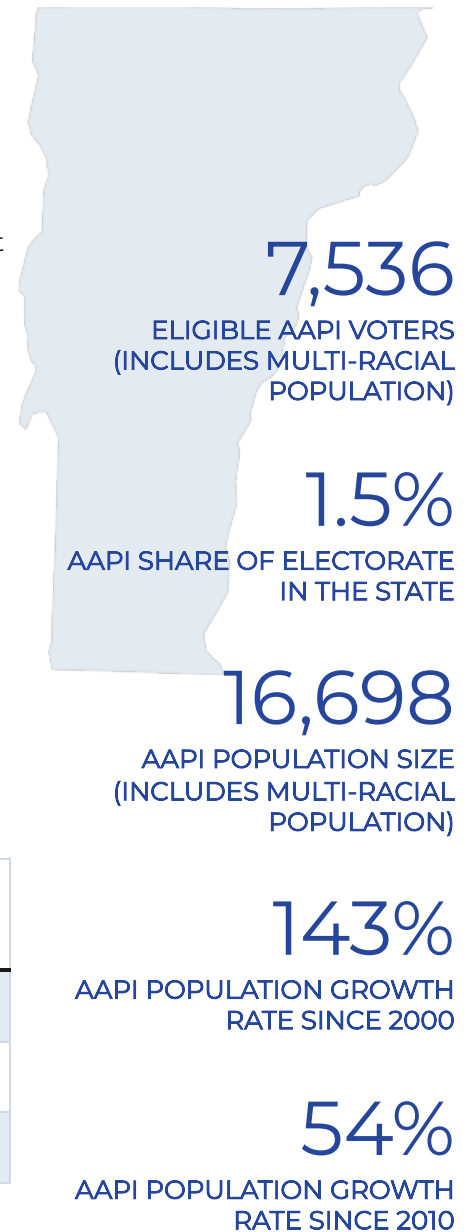 7,536
ELIGIBLE AAPI VOTERS
(INCLUDES MULTI-RACIAL
POPULATION)
1.5%
AAPI SHARE OF ELECTORATE
IN THE STATE
16,698
AAPI POPULATION SIZE
(INCLUDES MULTI-RACIAL
POPULATION)
143%
AAPI POPULATION GROWTH
RATE SINCE 2000
54%
AAPI POPULATION GROWTH
RATE SINCE 2010